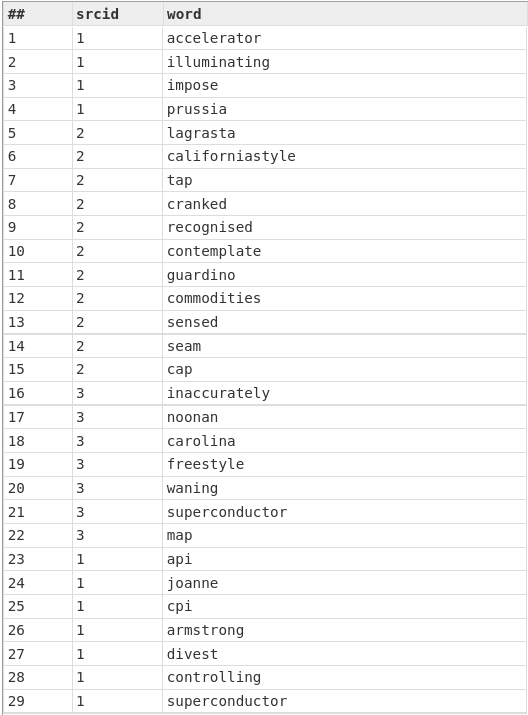 ## srcid word
1 1 accelerator
2 1 illuminating
3 1 impose
4 1 prussia
5 2 lagrasta
6 2 californiastyle
7 2 tap
8 2 cranked
9 2 recognised
10 2 contemplate
11 2 guardino
12 2 commodities
13 2 sensed
14 2 seam
15 2 cap
16 3 inaccurately
17 3 noonan
18 3 carolina
19 3 freestyle
20 3 waning
21 3 superconductor
22 3 map
23 1 api
24 1 joanne
25 1 cpi
26 1 armstrong
27 1 divest
28 1 controlling
29 1 superconductor